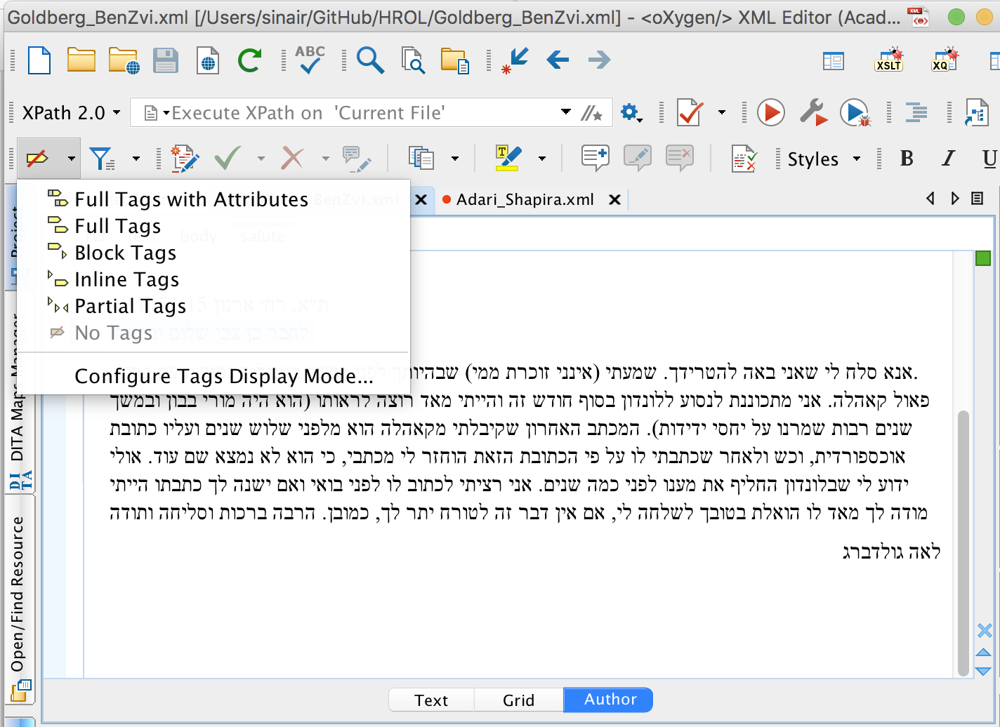 Goldberg_BenZvi.xml [/Users/sinair/GitHub/HROL/Goldberg_BenZvi.xml] - <oXygen/> XML Editor (Acad...
ABC
XSLT
XQ
XPath 2.0
Execute XPath on 'Current File'
T
Styles
B I U
Full Tags with Attributes
Full Tags
Block Tags
Inline Tags
Partial Tags
No Tags
Configure Tags Display Mode...
BenZvi.xml
Adari_Shapira.xml
body
salute
Project
DITA Maps Manager
DITA
Open/Find Resource
ת״א. רח׳ ארנון 15
לחבר בן צבי שלום
אנא סלח לי שאני באה להטרידך. שמעתי (אינני זוכרת ממי) שבהיותך לפני
פאול קאהלה. אני מתכוננת לנסוע ללונדון בסוף חודש זה והייתי מאד רוצה לראותו (הוא היה מורי בבון ובמשך
שנים רבות שמרנו על יחסי ידידות). המכתב האחרון שקיבלתי מקאהלה הוא מלפני שלוש שנים ועליו כתובת
אוכספורדית, וכש ולאחר שכתבתי לו על פי הכתובת הזאת הוחזר לי מכתבי, כי הוא לא נמצא שם עוד. אולי
ידוע לי שבלונדון החליף את מענו לפני כמה שנים. אני רציתי לכתוב לו לפני בואי ואם ישנה לך כתבתו הייתי
מודה לך מאד לו הואלת בטובך לשלחה לי, אם אין דבר זה לטורח יתר לך, כמובן. הרבה ברכות וסליחה ותודה
לאה גולדברג
Text
Grid
Author